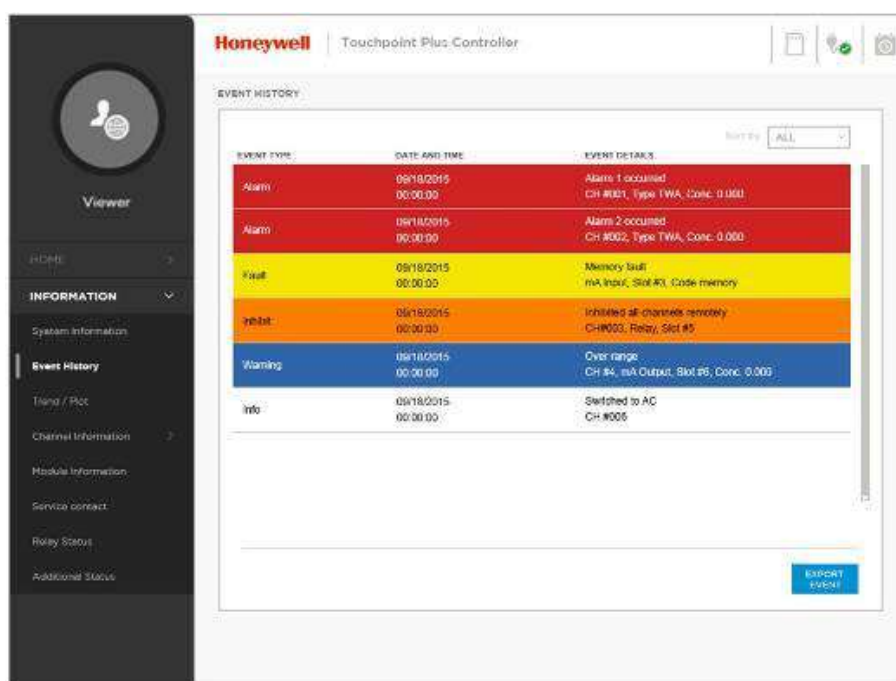 Honeywell
Touchpoint Plus Controller
EVENT HISTORY
Sort By
ALL
EVENT TYPE
DATE AND TIME
EVENT DETAILS
Alarm
09/18/2015
00:00:00
Alarm 1 occurred
CH #001, Type TWA, Conc. 0.000
Alarm
09/18/2015
00:00:00
Alarm 2 occurred
CH #002, Type TWA, Conc. 0.000
Fault
09/18/2015
00:00:00
Memory fault
mA Input, Slot #3, Code memory
Inhibit
09/18/2015
00:00:00
Inhibited all channels remotely
CH#003, Relay, Slot #5
Warning
09/18/2015
00:00:00
Over range
CH #4, mA Output, Slot #6, Conc. 0.000
Info
09/18/2015
00:00:00
Switched to AC
CH #006
EXPORT
EVENT
Viewer
HOME
INFORMATION
System Information
Event History
Trend / Plot
Channel Information
Module Information
Service contact
Relay Status
Additional Status